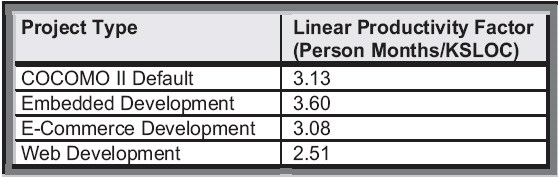 Project Type Linear Productivity Factor
(Person Months/KSLOC)
COCOMO II Default 3.13
Embedded Development 3.60
E-Commerce Development 3.08
Web Development 2.51